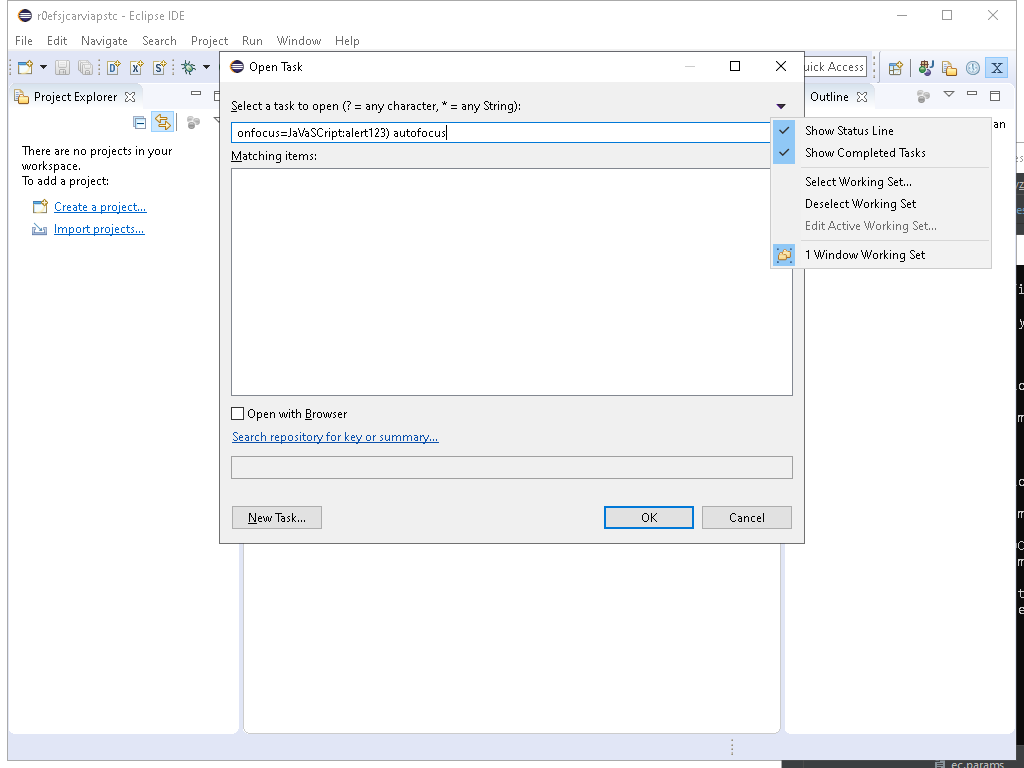 r0efsjcarviapstc - Eclipse IDE
File Edit Navigate Search Project Run Window Help
Open Task
uick Access
Project Explorer
Outline
Select a task to open (? = any character, * = any String):
onfocus=JaVaSCript:alert123) autofocus
an
Show Status Line
Show Completed Tasks
Select Working Set...
Deselect Working Set
Edit Active Working Set...
1 Window Working Set
Matching items:
There are no projects in your
workspace.
To add a project:
Create a project...
Import projects...
Open with Browser
Search repository for key or summary...
New Task...
OK
Cancel
ec.params